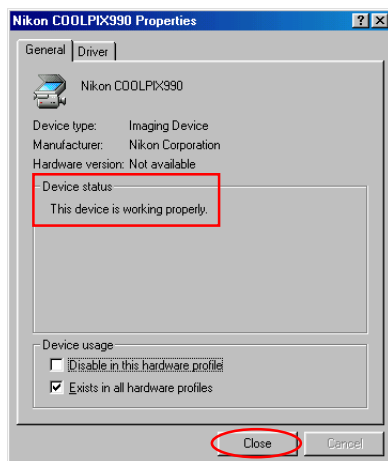 Nikon COOLPIX990 Properties
General Driver
Nikon COOLPIX990
Device type: Imaging Device
Manufacturer: Nikon Corporation
Hardware version: Not available
Device status
This device is working properly.
Device usage
Disable in this hardware profile
Exists in all hardware profiles
Close Cancel